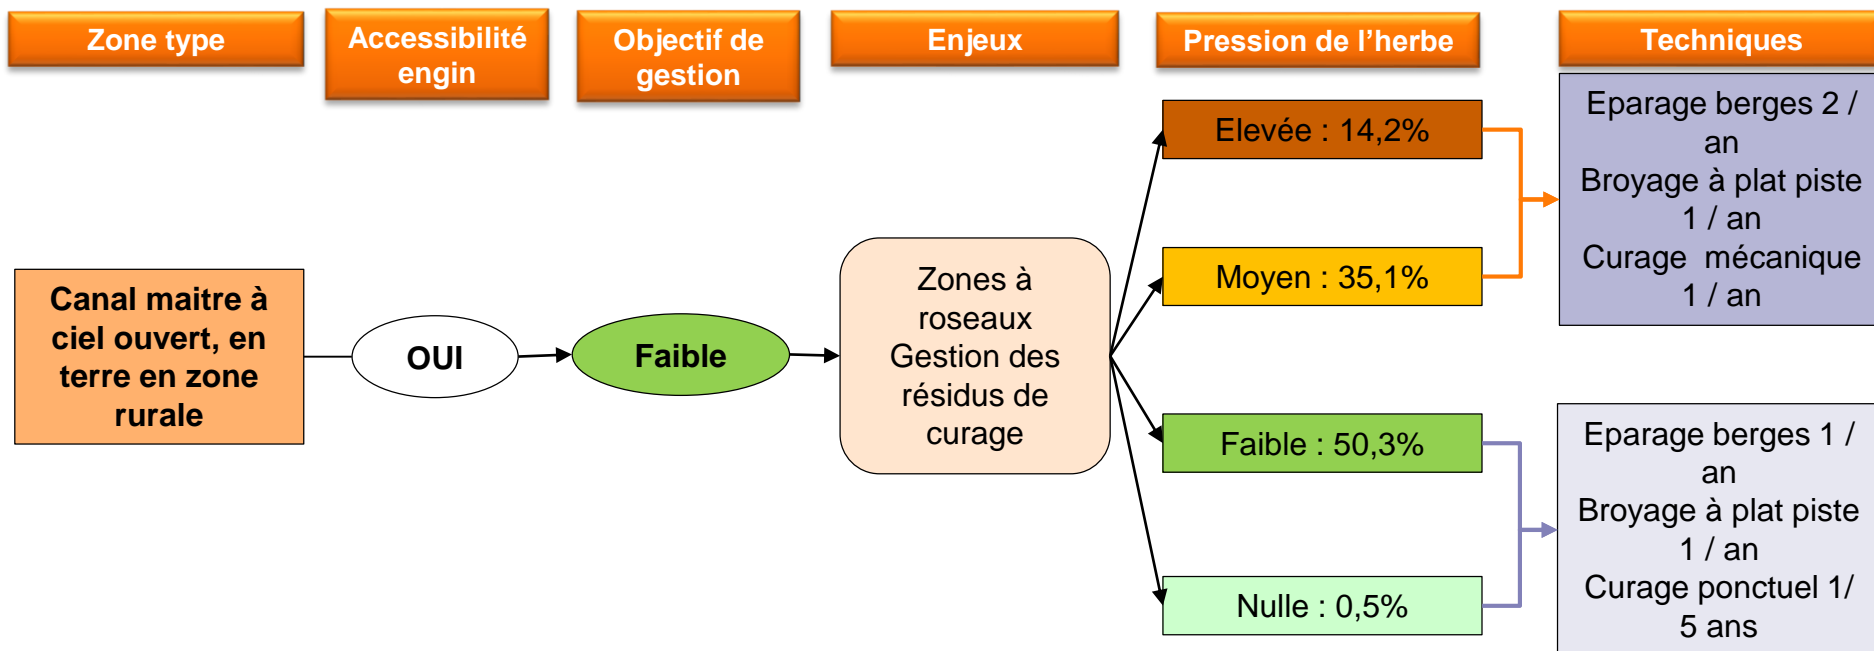 Zone type
Accessibilité
engin
Objectif de
gestion
Enjeux
Pression de l’herbe
Techniques
Canal maitre à
ciel ouvert, en
terre en zone
rurale
OUI
Faible
Zones à
roseaux
Gestion des
résidus de
curage
Elevée : 14,2%
Moyen : 35,1%
Faible : 50,3%
Nulle : 0,5%
Eparage berges 2 /
an
Broyage à plat piste
1 / an
Curage mécanique
1 / an
Eparage berges 1 /
an
Broyage à plat piste
1 / an
Curage ponctuel 1/
5 ans